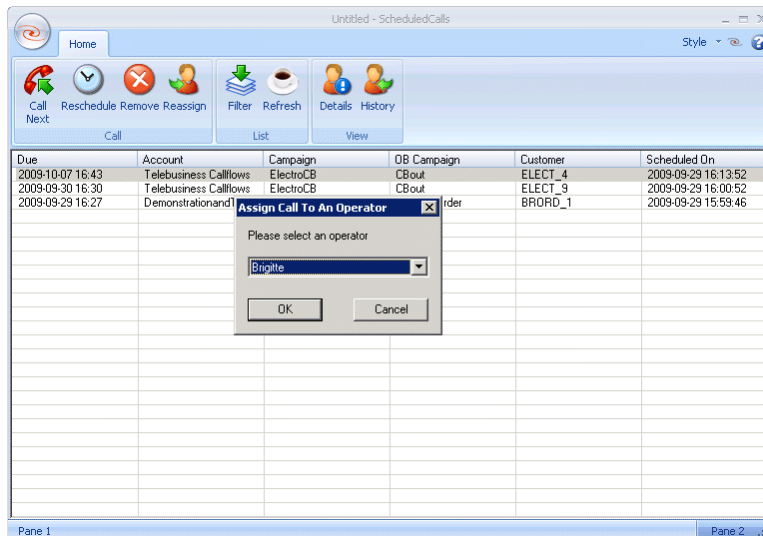 Untitled - ScheduledCalls
Home
Style
Call Next
Reschedule
Remove
Reassign
Filter
Refresh
Details
History
Call
List
View
Due Account Campaign OB Campaign Customer Scheduled On
2009-10-07 16:43 Telebusiness Callflows ElectroCB CBout ELECT_4 2009-09-29 16:13:52
2009-09-30 16:30 Telebusiness Callflows ElectroCB CBout ELECT_9 2009-09-29 16:00:52
2009-09-29 16:27 DemonstrationandT rder BRORD_1 2009-09-29 15:59:46
Assign Call To An Operator
Please select an operator
Brigitte
OK Cancel
Pane 1 Pane 2